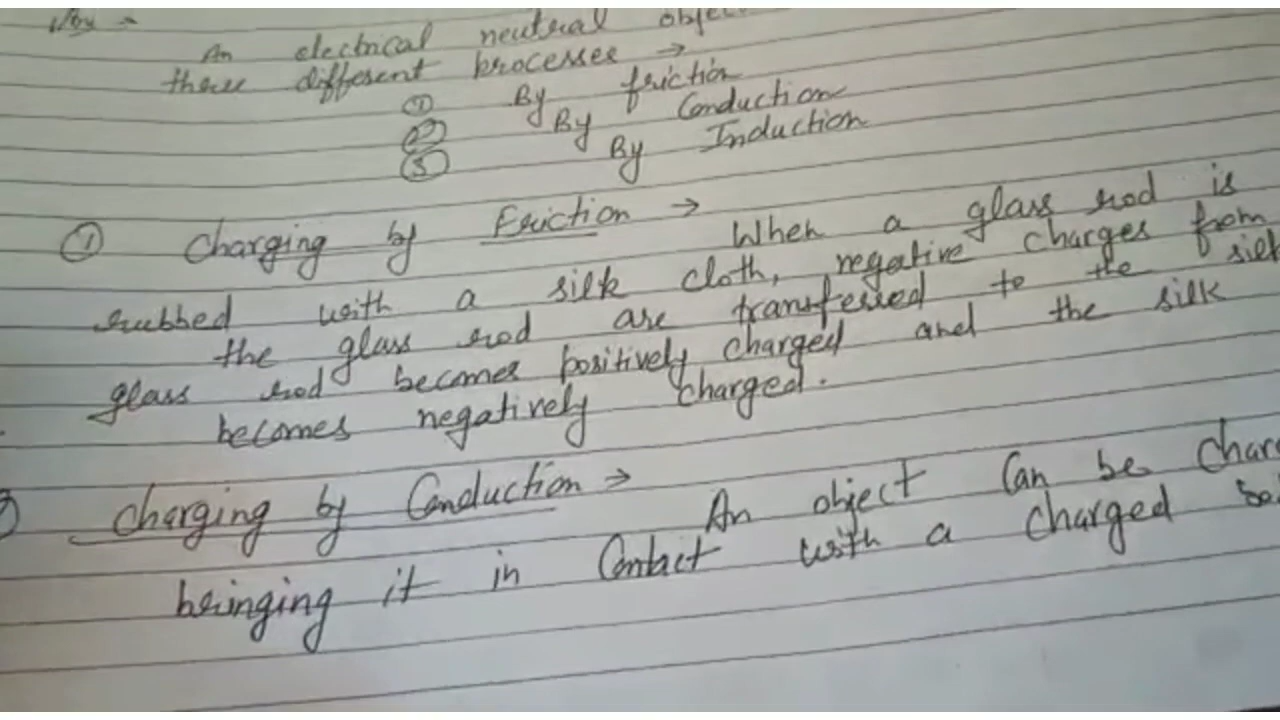 An electrical neutral objec
three different processes →
① By friction
② By Conduction
③ By Induction
① Charging by Friction → When a glass rod is
rubbed with a silk cloth, negative charges from
the glass rod are transferred to the silk
glass rod becomes positively charged and the silk
becomes negatively charged.
Charging by Conduction → An object Can be Char
bringing it in Contact with a charged